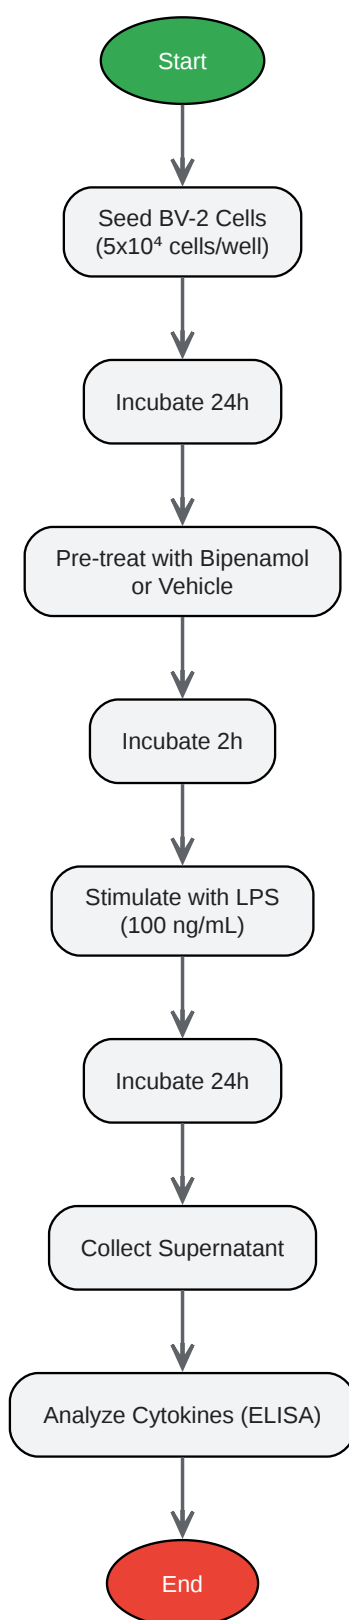 Start
Seed BV-2 Cells
(5x10⁴ cells/well)
Incubate 24h
Pre-treat with Bipenamol
or Vehicle
Incubate 2h
Stimulate with LPS
(100 ng/mL)
Incubate 24h
Collect Supernatant
Analyze Cytokines (ELISA)
End